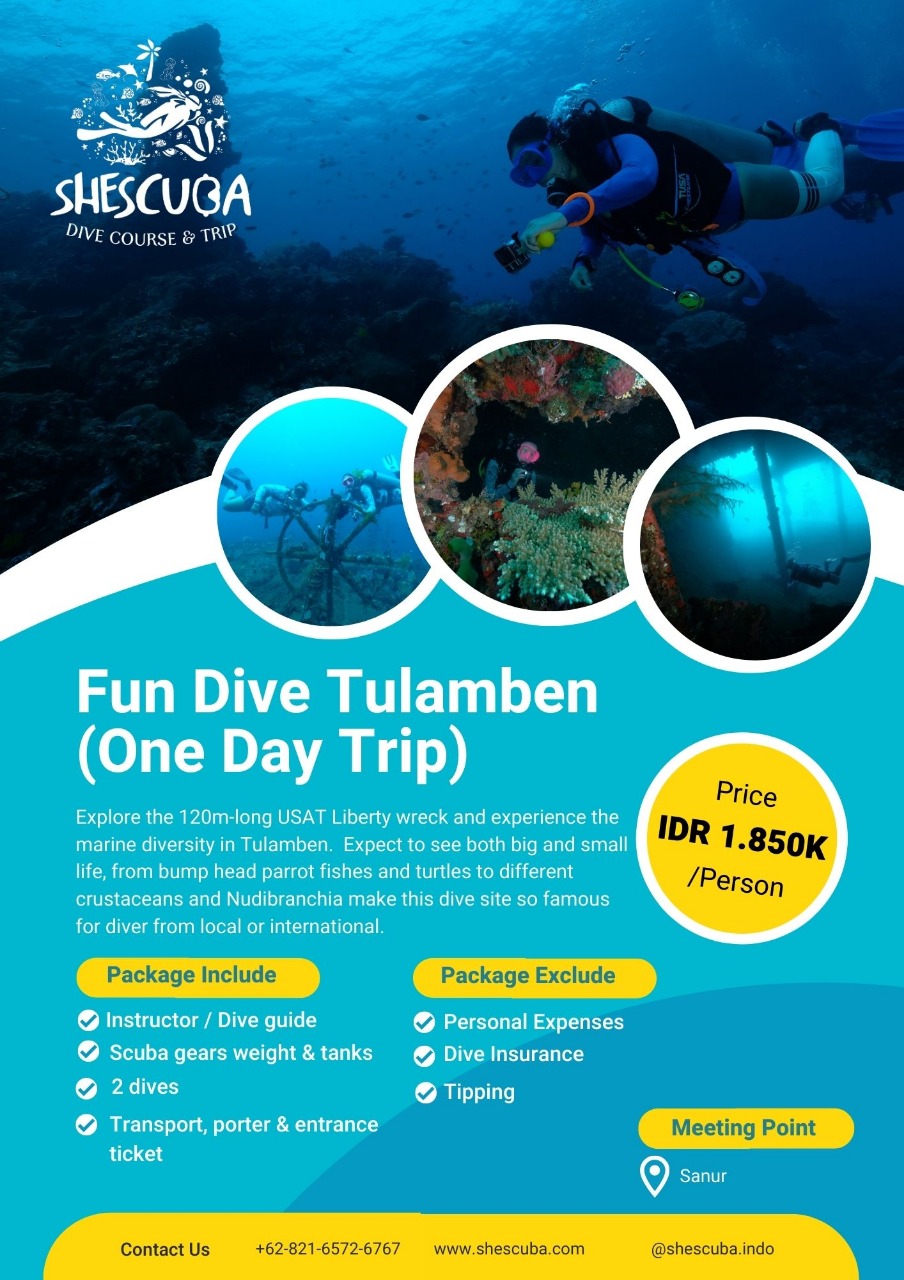 SHESCUBA
DIVE COURSE & TRIP
TUSA
Fun Dive Tulamben
(One Day Trip)
Explore the 120m-long USAT Liberty wreck and experience the
marine diversity in Tulamben. Expect to see both big and small
life, from bump head parrot fishes and turtles to different
crustaceans and Nudibranchia make this dive site so famous
for diver from local or international.
Price
IDR 1.850K
/Person
Package Include
Instructor / Dive guide
Scuba gears weight & tanks
2 dives
Transport, porter & entrance
ticket
Package Exclude
Personal Expenses
Dive Insurance
Tipping
Meeting Point
Sanur
Contact Us
+62-821-6572-6767
www.shescuba.com
@shescuba.indo